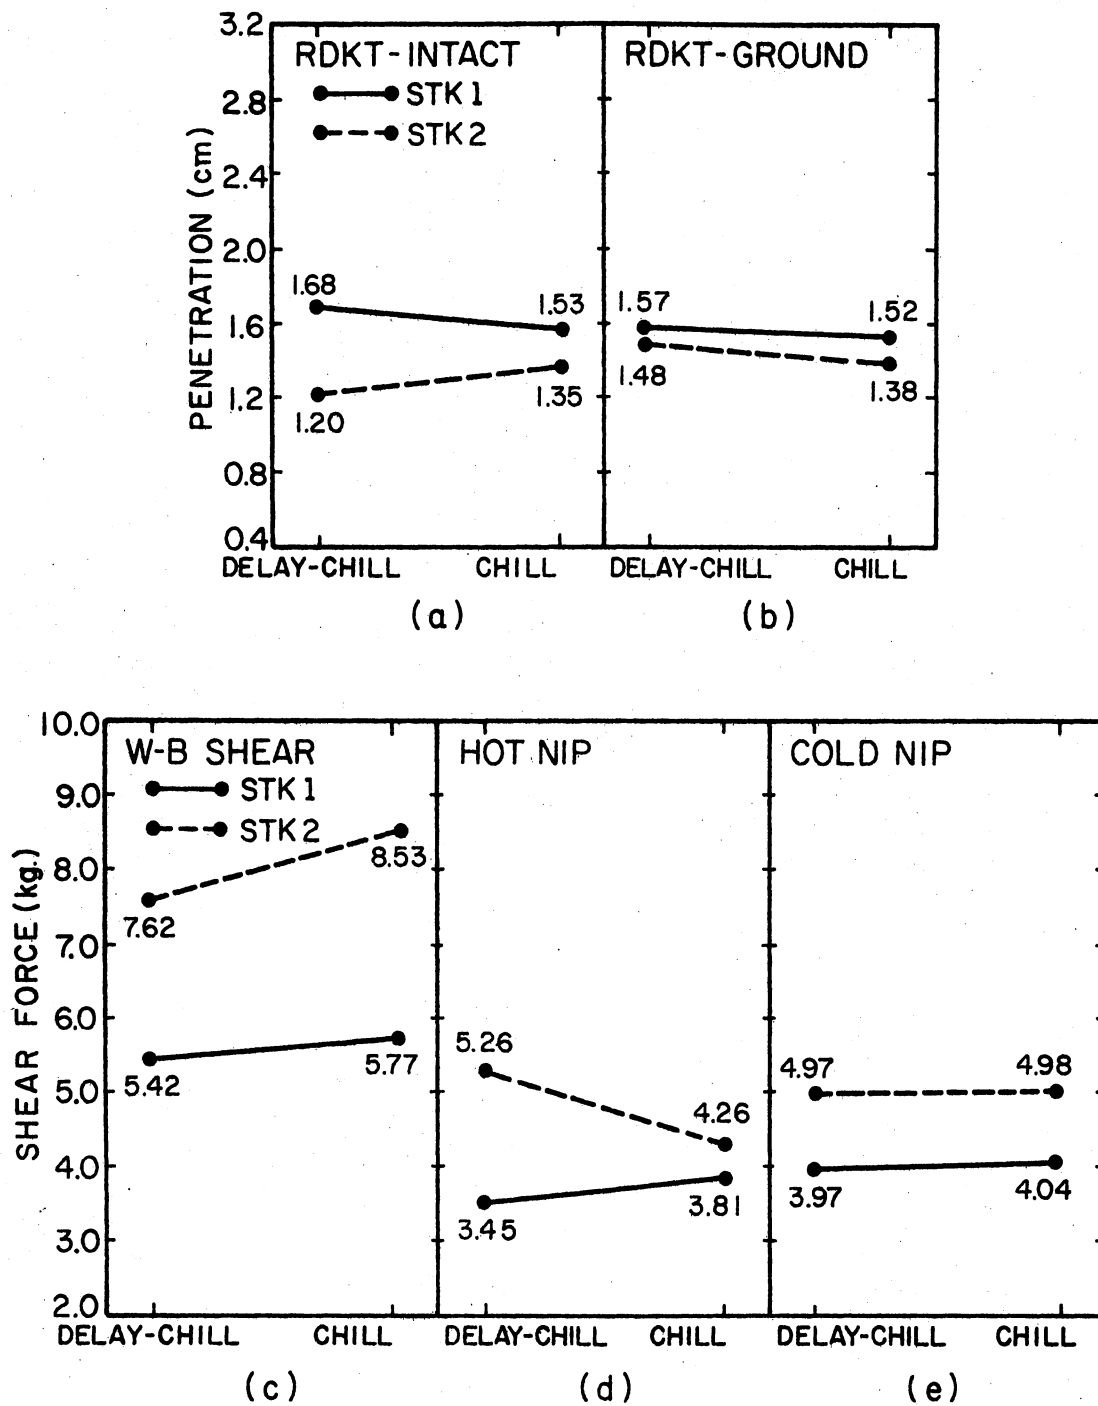 3.2
2.8
2.4
2.0
1.6
1.2
0.8
0.4
PENETRATION (cm)
RDKT-INTACT
STK 1
STK 2
1.68
1.53
1.20
1.35
DELAY-CHILL CHILL
(a)
RDKT-GROUND
1.57
1.52
1.48
1.38
DELAY-CHILL CHILL
(b)
10.0
9.0
8.0
7.0
6.0
5.0
4.0
3.0
2.0
SHEAR FORCE (kg.)
W-B SHEAR
STK 1
STK 2
8.53
7.62
5.77
5.42
DELAY-CHILL CHILL
(c)
HOT NIP
5.26
4.26
3.45
3.81
DELAY-CHILL CHILL
(d)
COLD NIP
4.97
4.98
3.97
4.04
DELAY-CHILL CHILL
(e)